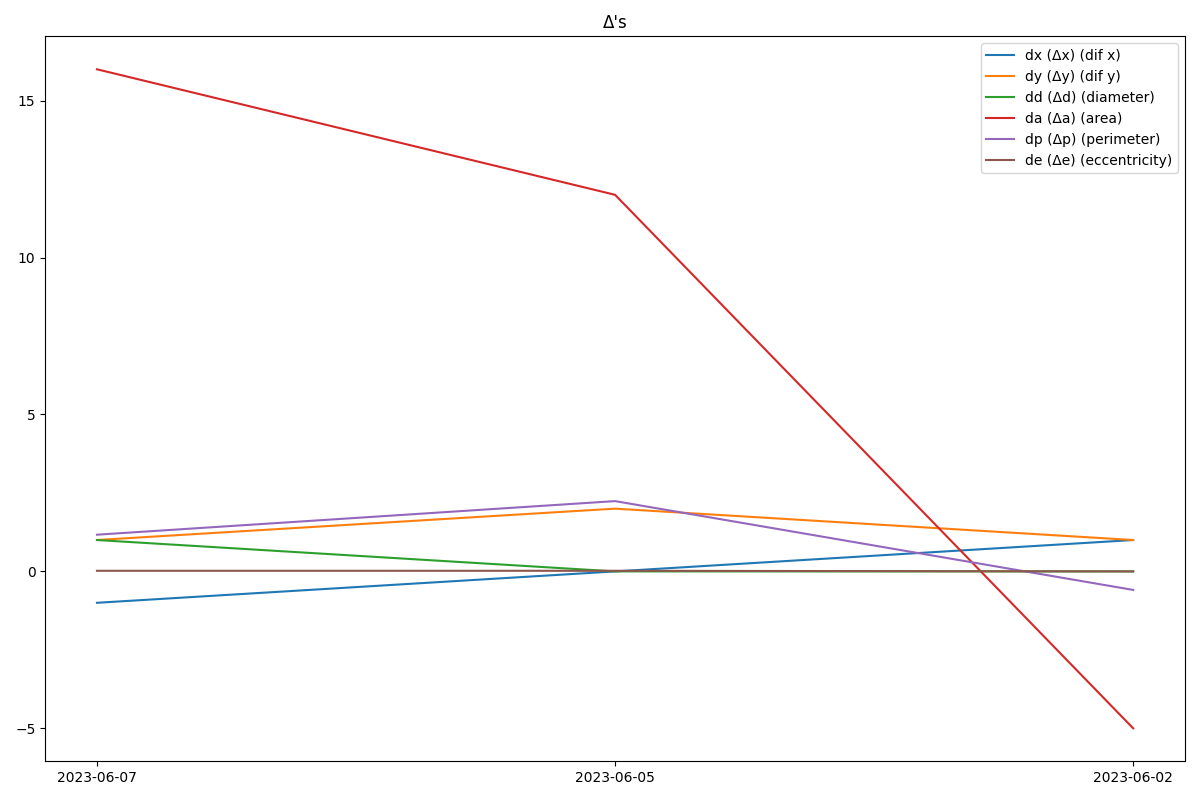 Δ's
dx (Δx) (dif x)
dy (Δy) (dif y)
dd (Δd) (diameter)
da (Δa) (area)
dp (Δp) (perimeter)
de (Δe) (eccentricity)
15
10
5
0
−5
2023-06-07 2023-06-05 2023-06-02